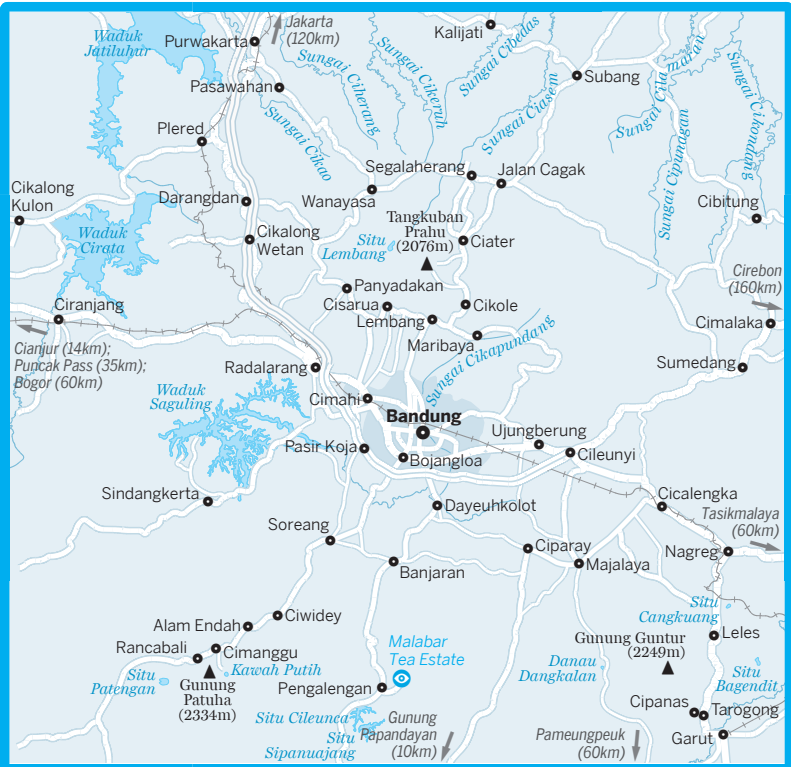 Waduk
Jatiluhur
Purwakarta
Jakarta
(120km)
Kalijati
Sungai Cibedas
Sungai Cikeruh
Sungai Ciherang
Sungai Ciasem
Subang
Sungai Cilamaran
Sungai Cipunagan
Sungai Cikondang
Pasawahan
Plered
Sungai Cikao
Segalaherang
Jalan Cagak
Cikalong
Kulon
Darangdan
Wanayasa
Cibitung
Waduk
Cirata
Cikalong
Wetan
Tangkuban
Prahu
(2076m)
Situ
Lembang
Ciater
Cirebon
(160km)
Panyadakan
Ciranjang
Cisarua
Cikole
Lembang
Cimalaka
Maribaya
Cianjur (14km);
Puncak Pass (35km);
Bogor (60km)
Sungai Cikapundang
Radalarang
Sumedang
Waduk
Saguling
Cimahi
Bandung
Ujungberung
Pasir Koja
Bojangloa
Cileunyi
Sindangkerta
Dayeuhkolot
Cicalengka
Tasikmalaya
(60km)
Soreang
Ciparay
Nagreg
Banjaran
Majalaya
Situ
Cangkuang
Ciwidey
Alam Endah
Leles
Rancabali
Cimanggu
Malabar
Tea Estate
Gunung Guntur
(2249m)
Kawah Putih
Situ
Patengan
Gunung
Patuha
(2334m)
Pengalengan
Danau
Dangkalan
Situ
Bagendit
Cipanas
Tarogong
Situ Cileunca
Gunung
Papandayan
(10km)
Situ
Sipanuajang
Pameungpeuk
(60km)
Garut